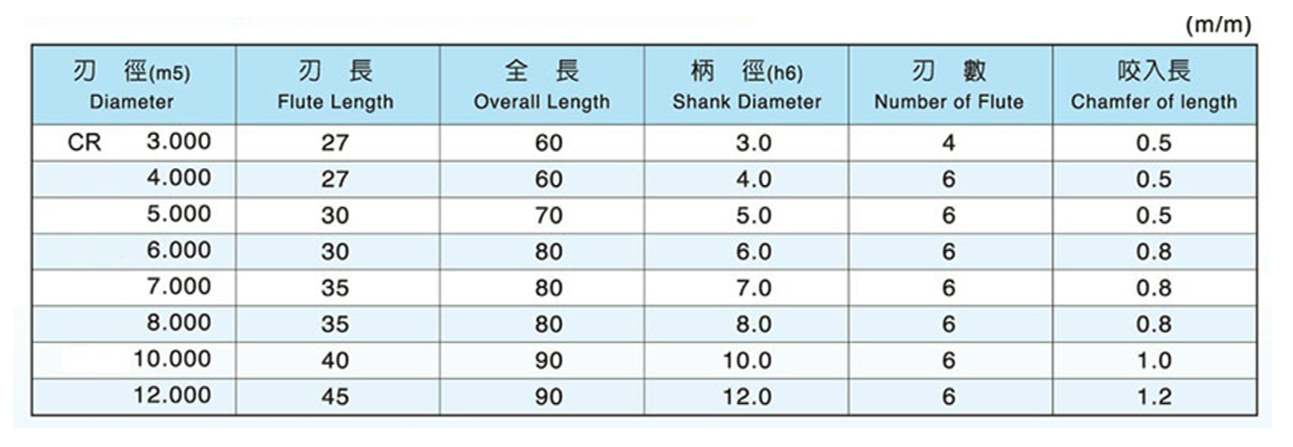 (m/m)
刃 徑(m5) 刃 長 全 長 柄 徑(h6) 刃 數 咬入長
Diameter Flute Length Overall Length Shank Diameter Number of Flute Chamfer of length
CR 3.000 27 60 3.0 4 0.5
4.000 27 60 4.0 6 0.5
5.000 30 70 5.0 6 0.5
6.000 30 80 6.0 6 0.8
7.000 35 80 7.0 6 0.8
8.000 35 80 8.0 6 0.8
10.000 40 90 10.0 6 1.0
12.000 45 90 12.0 6 1.2